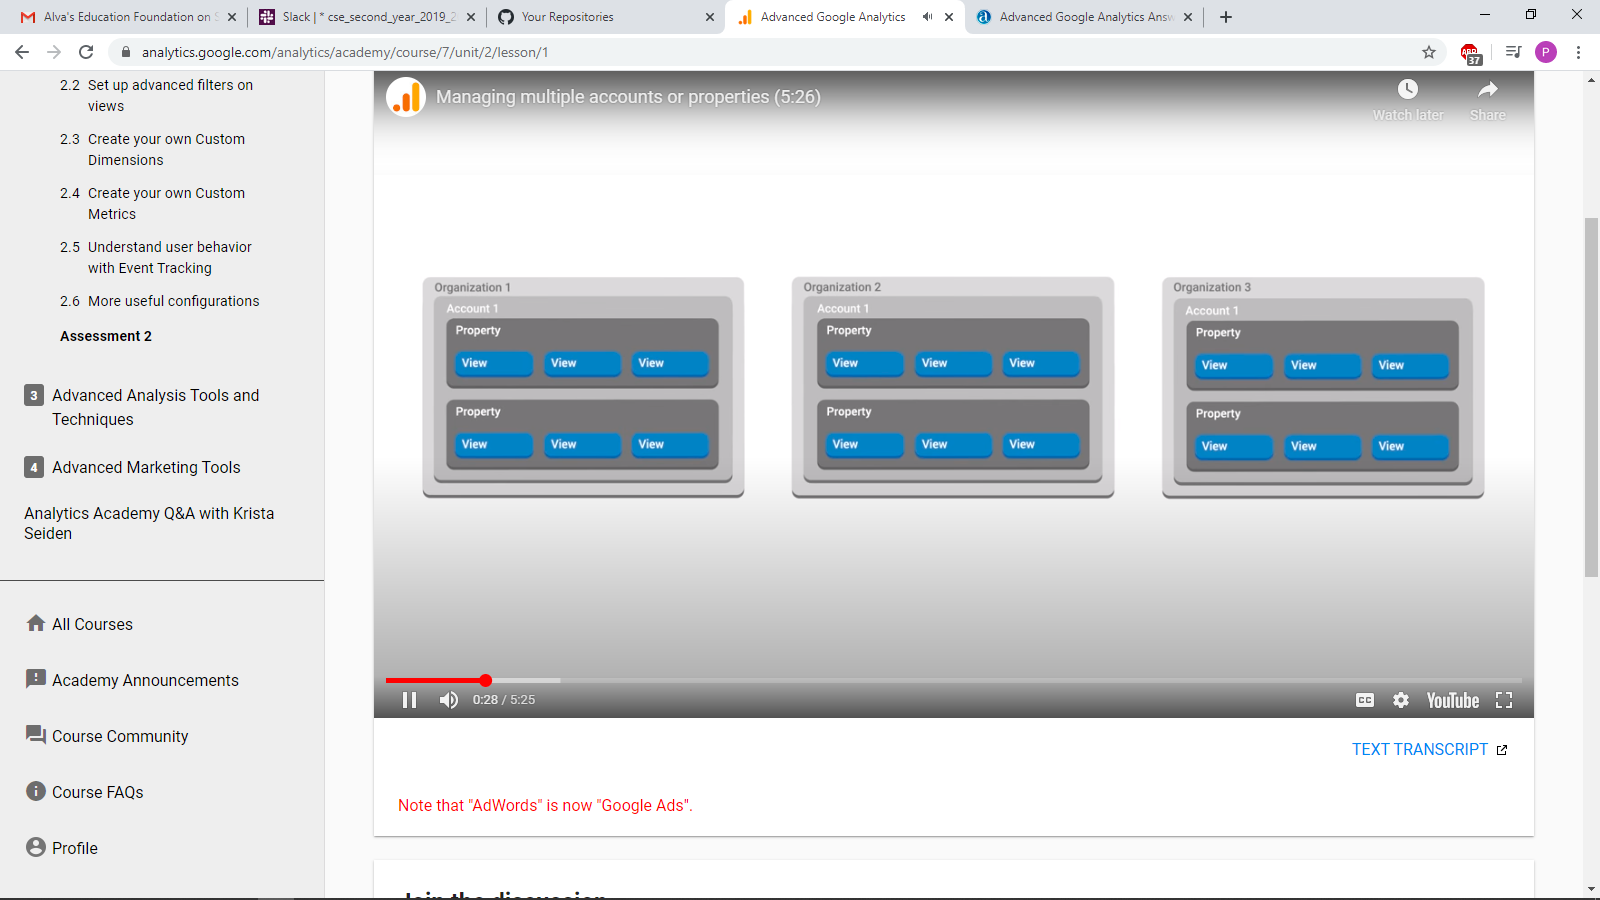 Alva's Education Foundation on S
Slack | * cse_second_year_2019_2
Your Repositories
Advanced Google Analytics
Advanced Google Analytics Answ
analytics.google.com/analytics/academy/course/7/unit/2/lesson/1
37
P
2.2 Set up advanced filters on
views
2.3 Create your own Custom
Dimensions
2.4 Create your own Custom
Metrics
2.5 Understand user behavior
with Event Tracking
2.6 More useful configurations
Assessment 2
3 Advanced Analysis Tools and
Techniques
4 Advanced Marketing Tools
Analytics Academy Q&A with Krista
Seiden
All Courses
Academy Announcements
Course Community
Course FAQs
Profile
Managing multiple accounts or properties (5:26)
Watch later
Share
Organization 1
Account 1
Property
View View View
Property
View View View
Organization 2
Account 1
Property
View View View
Property
View View View
Organization 3
Account 1
Property
View View View
Property
View View View
0:28 / 5:25
CC
YouTube
TEXT TRANSCRIPT
Note that "AdWords" is now "Google Ads".
Join the discussion